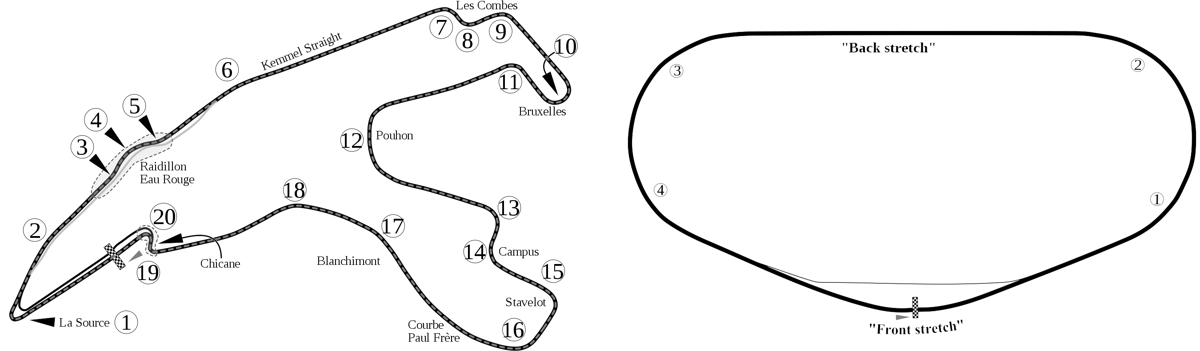 Les Combes
7
8
9
10
Kemmel Straight
6
11
Bruxelles
5
4
3
Raidillon
Eau Rouge
12
Pouhon
2
18
20
13
17
14
Campus
Chicane
19
Blanchimont
15
Stavelot
La Source
1
16
Courbe
Paul Frère
"Back stretch"
3
2
4
1
"Front stretch"